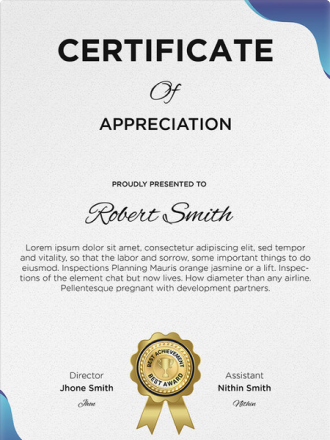 CERTIFICATE
Of
APPRECIATION
PROUDLY PRESENTED TO
Robert Smith
Lorem ipsum dolor sit amet, consectetur adipiscing elit, sed tempor
and vitality, so that the labor and sorrow, some important things to do
eiusmod. Inspections Planning Mauris orange jasmine or a lift. Inspec-
tions of the element chat but now lives. How diameter than any airline.
Pellentesque pregnant with development partners.
BEST ACHIEVEMENT
BEST AWARD
Director
Jhone Smith
Jhone
Assistant
Nithin Smith
Nithin